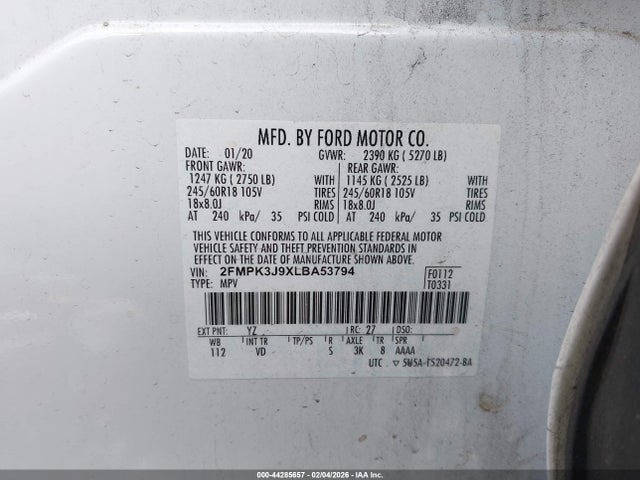 MFD. BY FORD MOTOR CO.
DATE: 01/20 GVWR: 2390 KG ( 5270 LB)
FRONT GAWR: REAR GAWR:
1247 KG ( 2750 LB) WITH 1145 KG ( 2525 LB) WITH
245/60R18 105V TIRES 245/60R18 105V TIRES
18x8.0J RIMS 18x8.0J RIMS
AT 240 kPa/ 35 PSI COLD AT 240 kPa/ 35 PSI COLD
THIS VEHICLE CONFORMS TO ALL APPLICABLE FEDERAL MOTOR
VEHICLE SAFETY AND THEFT PREVENTION STANDARDS IN
EFFECT ON THE DATE OF MANUFACTURE SHOWN ABOVE.
VIN: 2FMPK3J9XLBA53794 F0112
TYPE: MPV T0331
EXT PNT: YZ RC: 27 DSO:
WB INT TR TP/PS R AXLE TR SPR
112 VD S 3K 8 AAAA
UTC ▽ 5U5A-1520472-BA
000-44285657 - 02/04/2026 - IAAI, Inc.